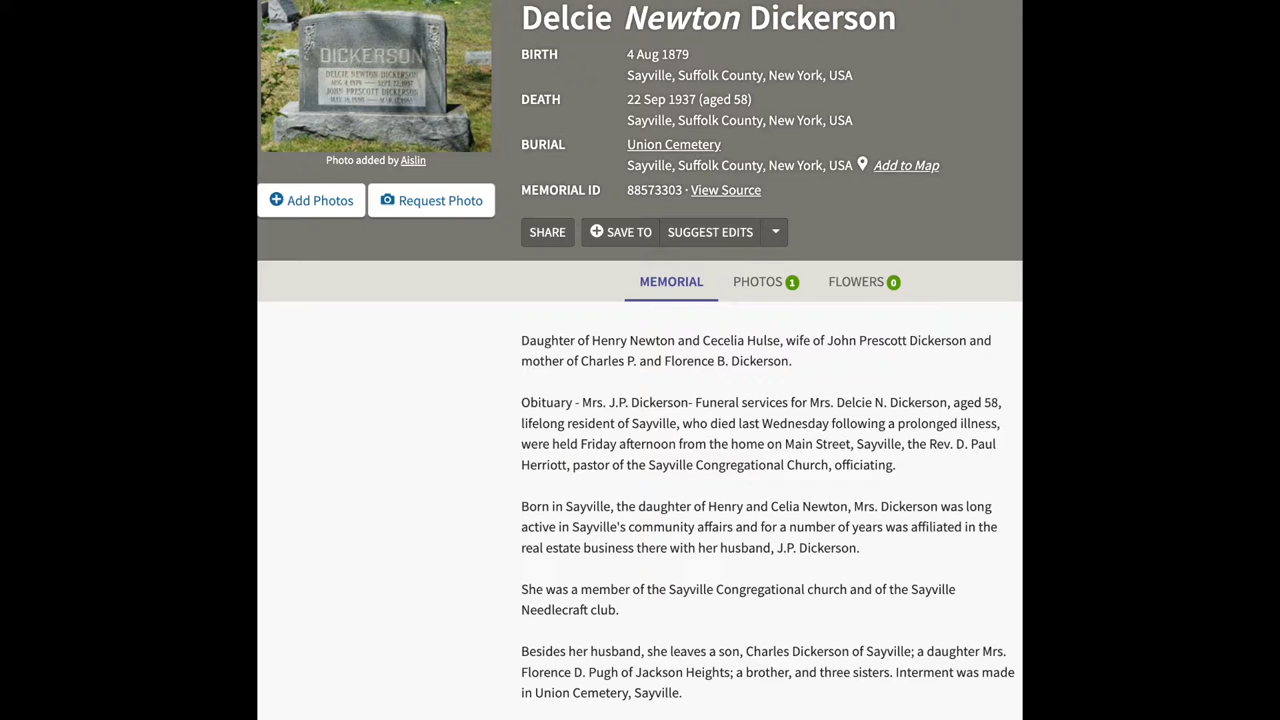 Delcie Newton Dickerson
DICKERSON
DELCIE NEWTON DICKERSON
AUG. 4, 1879 — SEPT. 22, 1937
JOHN PRESCOTT DICKERSON
Photo added by Aislin
Add Photos
Request Photo
BIRTH
4 Aug 1879
Sayville, Suffolk County, New York, USA
DEATH
22 Sep 1937 (aged 58)
Sayville, Suffolk County, New York, USA
BURIAL
Union Cemetery
Sayville, Suffolk County, New York, USA Add to Map
MEMORIAL ID
88573303 · View Source
SHARE
SAVE TO
SUGGEST EDITS
MEMORIAL
PHOTOS 1
FLOWERS 0
Daughter of Henry Newton and Cecelia Hulse, wife of John Prescott Dickerson and
mother of Charles P. and Florence B. Dickerson.
Obituary - Mrs. J.P. Dickerson- Funeral services for Mrs. Delcie N. Dickerson, aged 58,
lifelong resident of Sayville, who died last Wednesday following a prolonged illness,
were held Friday afternoon from the home on Main Street, Sayville, the Rev. D. Paul
Herriott, pastor of the Sayville Congregational Church, officiating.
Born in Sayville, the daughter of Henry and Celia Newton, Mrs. Dickerson was long
active in Sayville's community affairs and for a number of years was affiliated in the
real estate business there with her husband, J.P. Dickerson.
She was a member of the Sayville Congregational church and of the Sayville
Needlecraft club.
Besides her husband, she leaves a son, Charles Dickerson of Sayville; a daughter Mrs.
Florence D. Pugh of Jackson Heights; a brother, and three sisters. Interment was made
in Union Cemetery, Sayville.